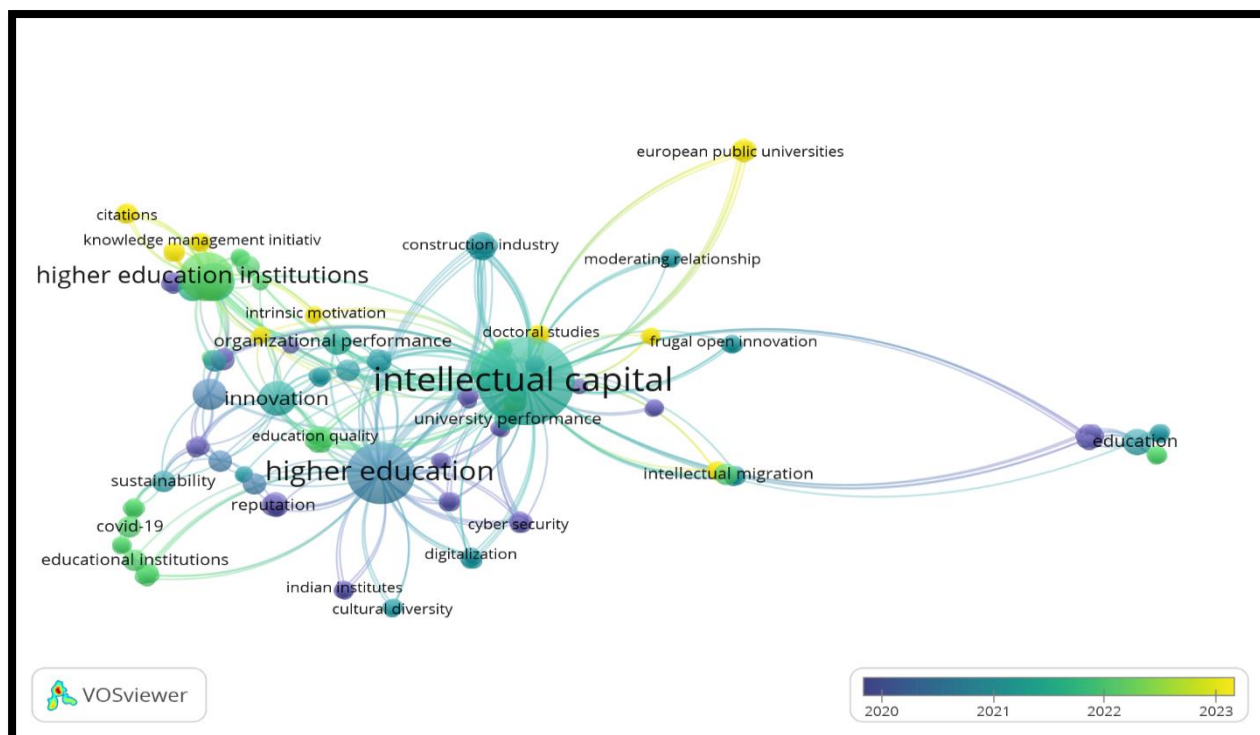 european public universities
citations
knowledge management initiativ
construction industry
moderating relationship
higher education institutions
intrinsic motivation
doctoral studies
organizational performance
frugal open innovation
intellectual capital
innovation
university performance
education quality
education
higher education
intellectual migration
sustainability
reputation
covid-19
cyber security
digitalization
educational institutions
indian institutes
cultural diversity
VOSviewer
2020 2021 2022 2023